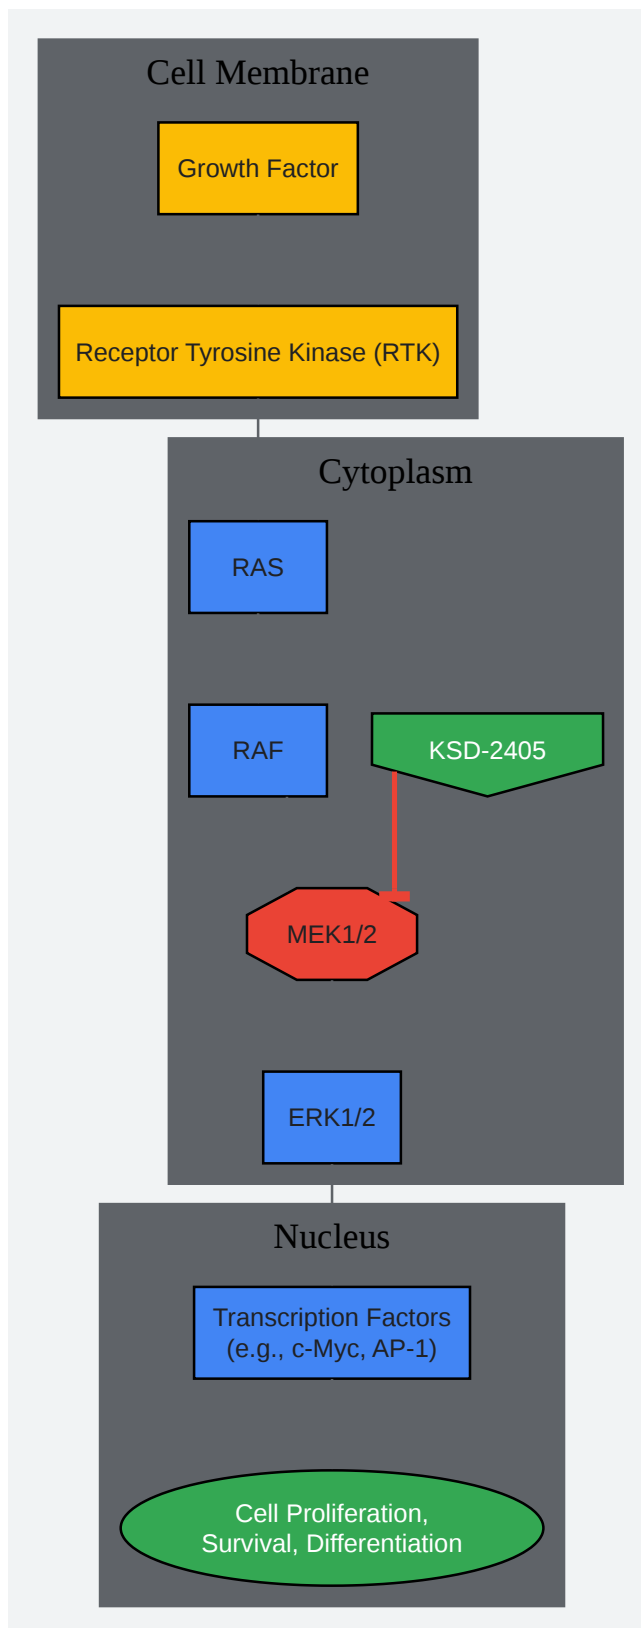 Cell Membrane
Growth Factor
Receptor Tyrosine Kinase (RTK)
Cytoplasm
RAS
RAF
KSD-2405
MEK1/2
ERK1/2
Nucleus
Transcription Factors
(e.g., c-Myc, AP-1)
Cell Proliferation,
Survival, Differentiation